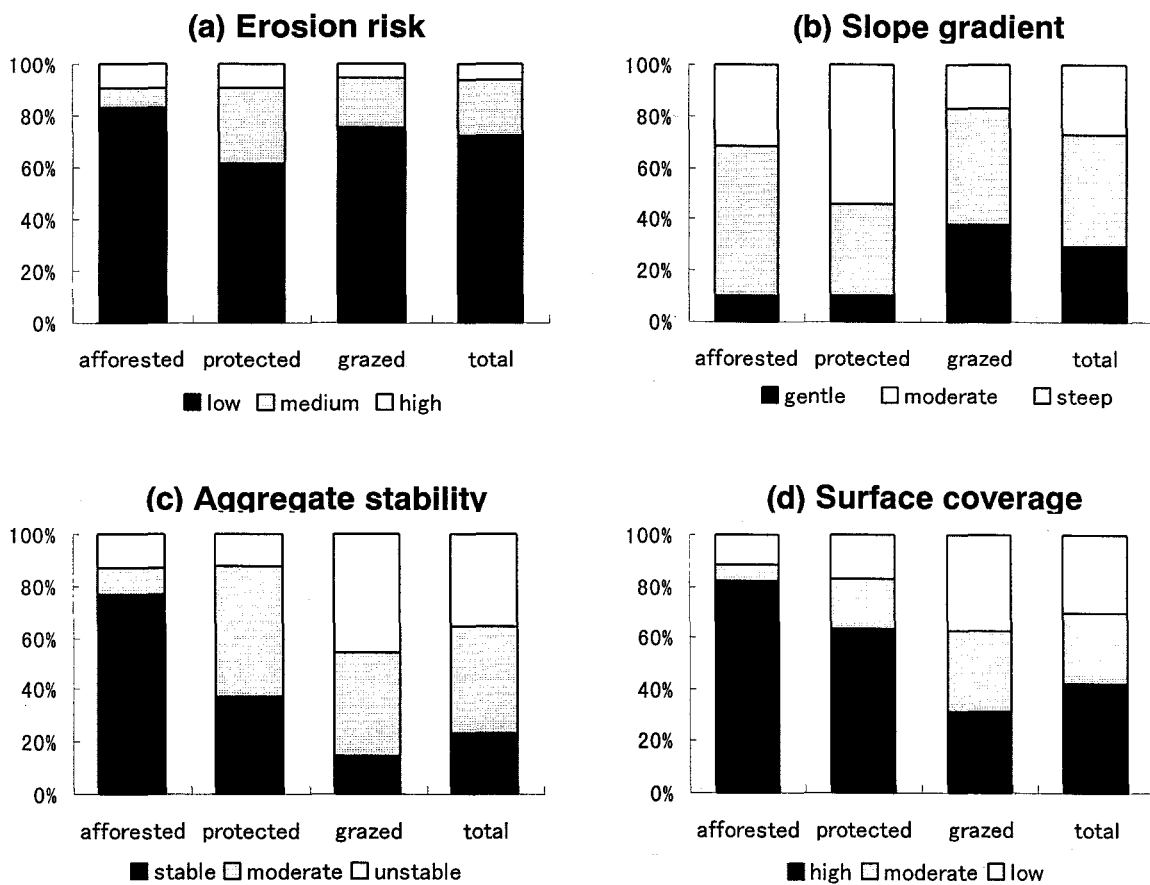 (a) Erosion risk
100%
80%
60%
40%
20%
0%
afforested protected grazed total
low medium high
(b) Slope gradient
100%
80%
60%
40%
20%
0%
afforested protected grazed total
gentle moderate steep
(c) Aggregate stability
100%
80%
60%
40%
20%
0%
afforested protected grazed total
stable moderate unstable
(d) Surface coverage
100%
80%
60%
40%
20%
0%
afforested protected grazed total
high moderate low